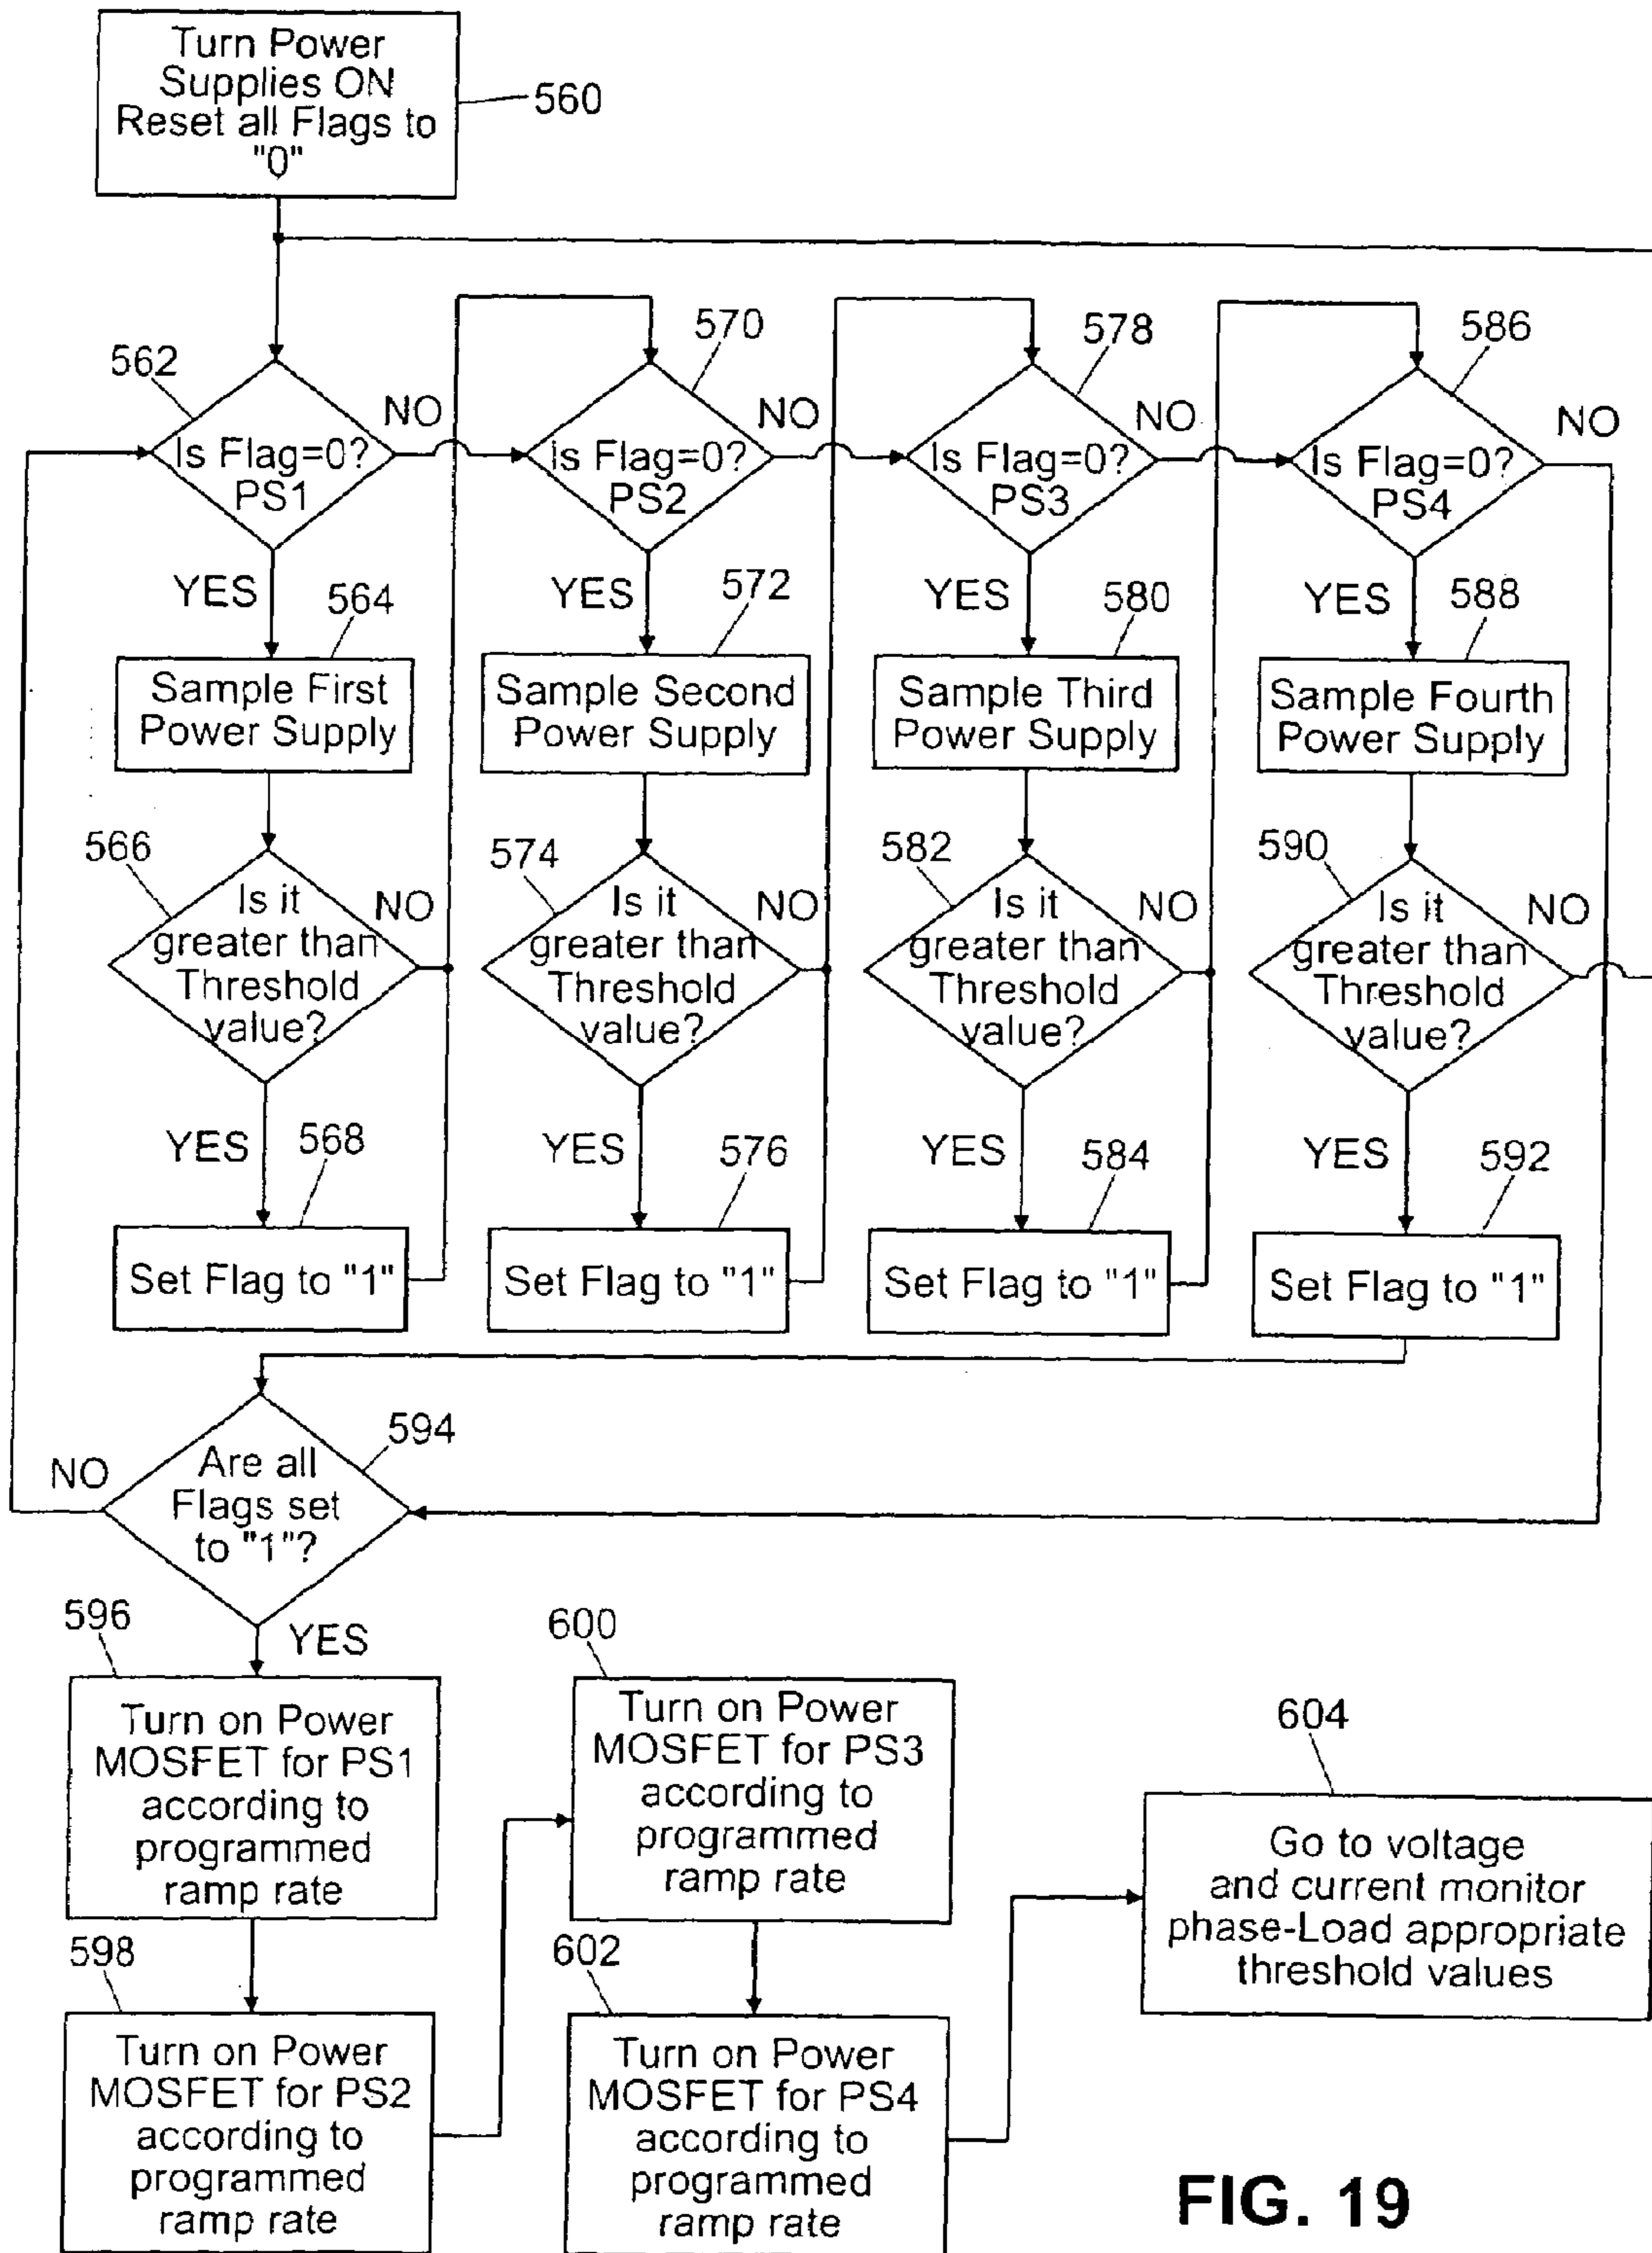 Turn Power
Supplies ON
Reset all Flags to
"0"
560
562
NO
Is Flag=0?
PS1
YES
570
NO
is Flag=0?
PS2
YES
578
NO
Is Flag=0?
PS3
YES
586
NO
Is Flag=0?
PS4
YES
564
Sample First
Power Supply
572
Sample Second
Power Supply
580
Sample Third
Power Supply
588
Sample Fourth
Power Supply
566
Is it
greater than
Threshold
value?
NO
YES
574
Is it
greater than
Threshold
value?
NO
YES
582
Is it
greater than
Threshold
value?
NO
YES
590
Is it
greater than
Threshold
value?
NO
YES
568
Set Flag to "1"
576
Set Flag to "1"
584
Set Flag to "1"
592
Set Flag to "1"
594
NO
Are all
Flags set
to "1"?
YES
596
Turn on Power
MOSFET for PS1
according to
programmed
ramp rate
598
Turn on Power
MOSFET for PS2
according to
programmed
ramp rate
600
Turn on Power
MOSFET for PS3
according to
programmed
ramp rate
602
Turn on Power
MOSFET for PS4
according to
programmed
ramp rate
604
Go to voltage
and current monitor
phase-Load appropriate
threshold values
FIG. 19